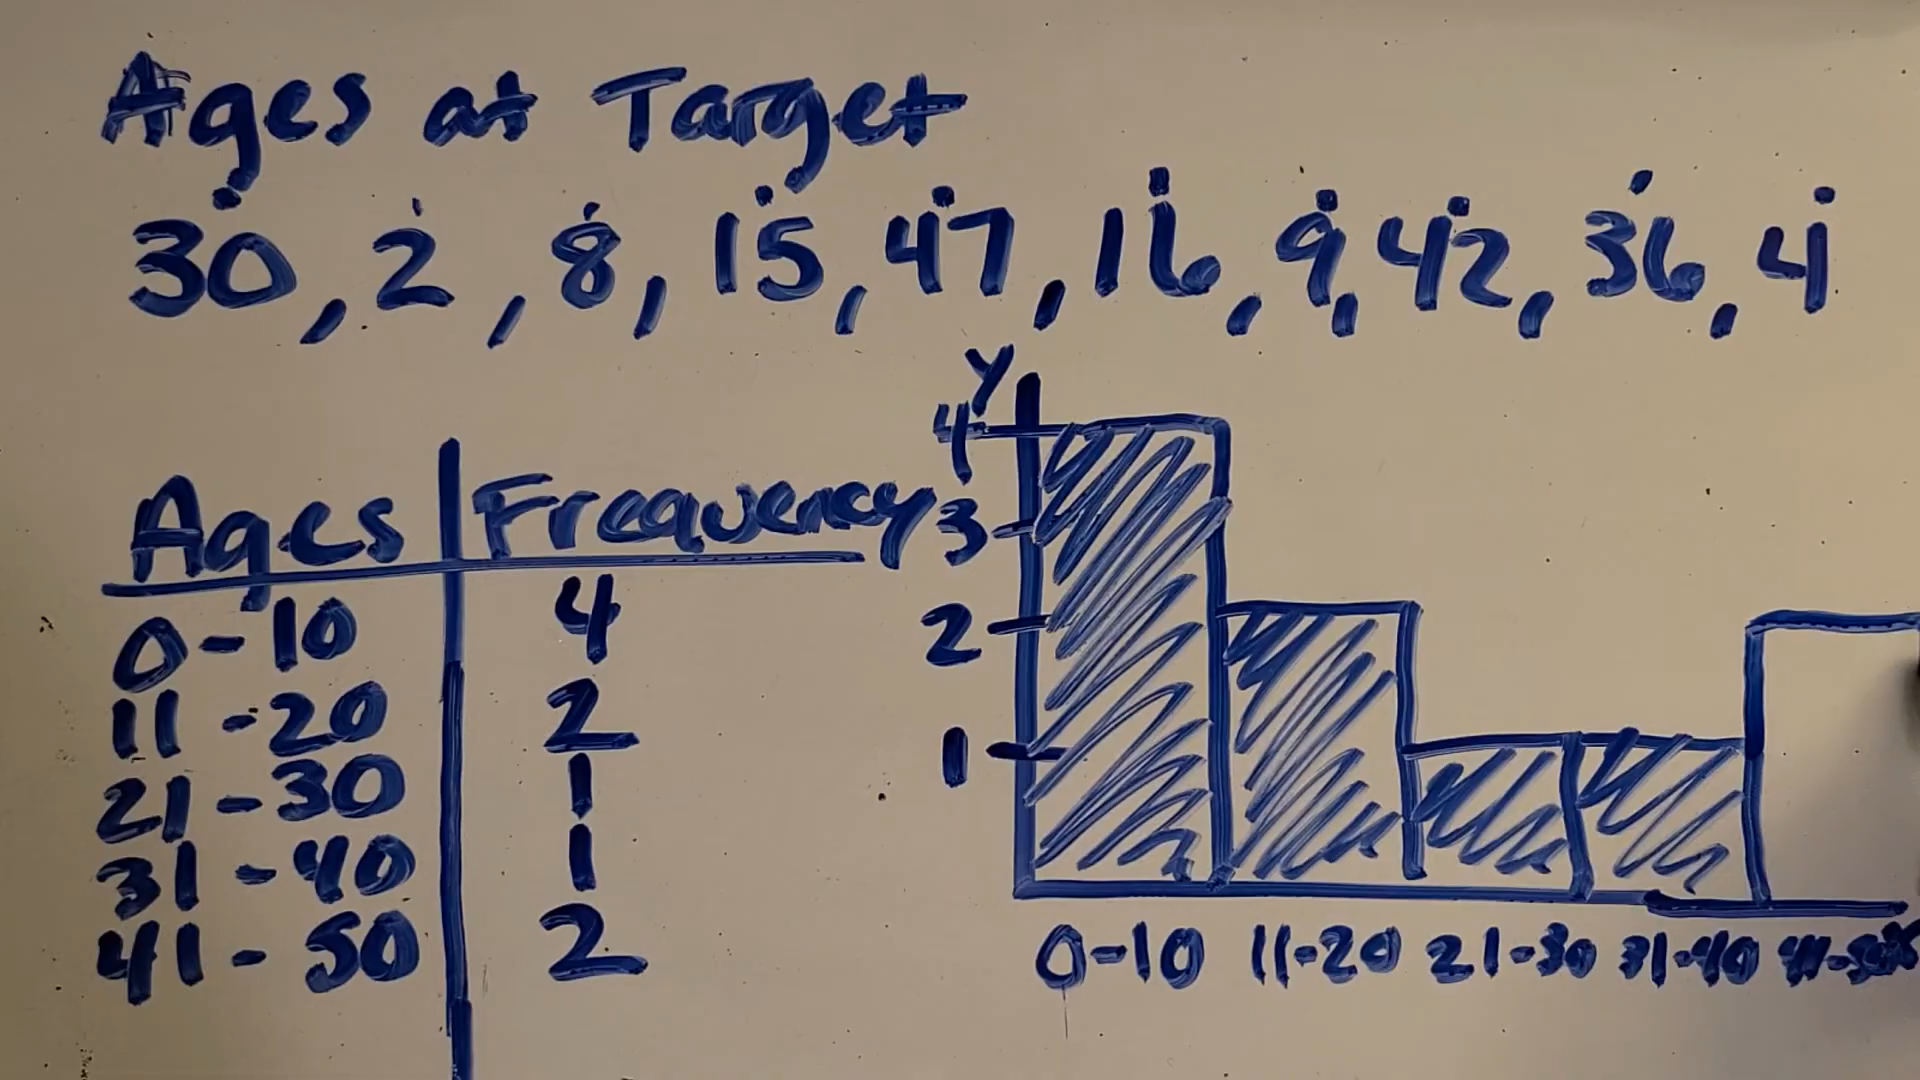 Ages at Target
30, 2, 8, 15, 47, 16, 9, 42, 36, 4
Ages Frequency
0-10 4
11-20 2
21-30 1
31-40 1
41-50 2
y
4
3
2
1
0-10 11-20 21-30 31-40 41-50